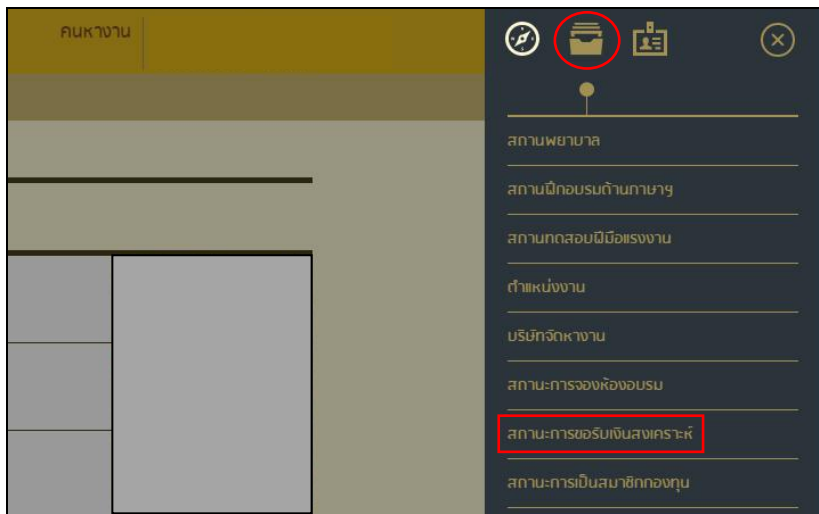 ค้นหางาน
สถานพยาบาล
สถานฝึกอบรมด้านภาษาฯ
สถานทดสอบฝีมือแรงงาน
ตำแหน่งงาน
บริษัทจัดหางาน
สถานะการจองห้องอบรม
สถานะการขอรับเงินสงเคราะห์
สถานะการเป็นสมาชิกกองทุน